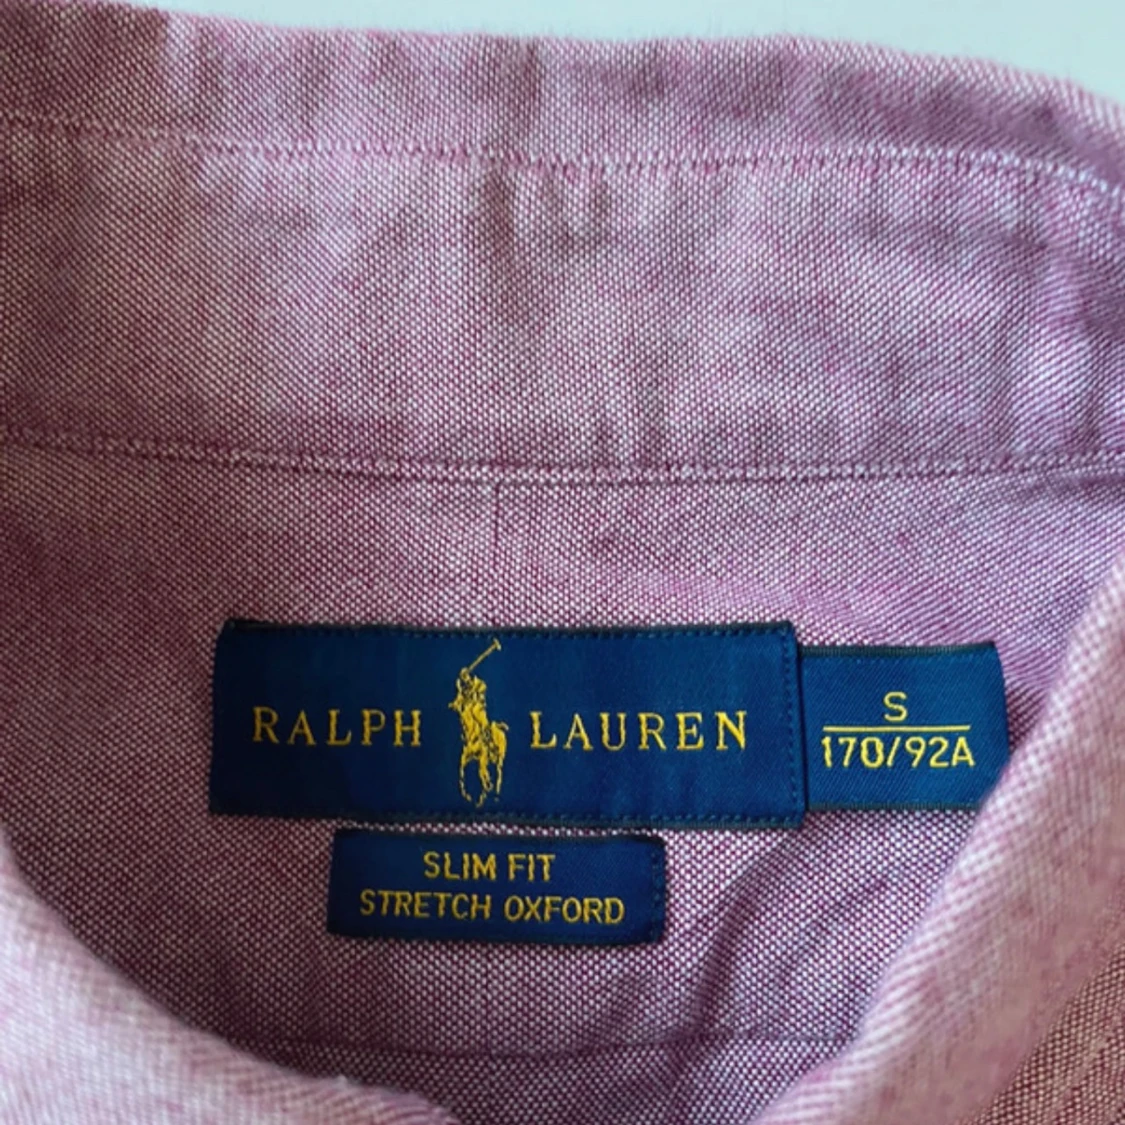 RALPH LAUREN
S
170/92A
SLIM FIT
STRETCH OXFORD